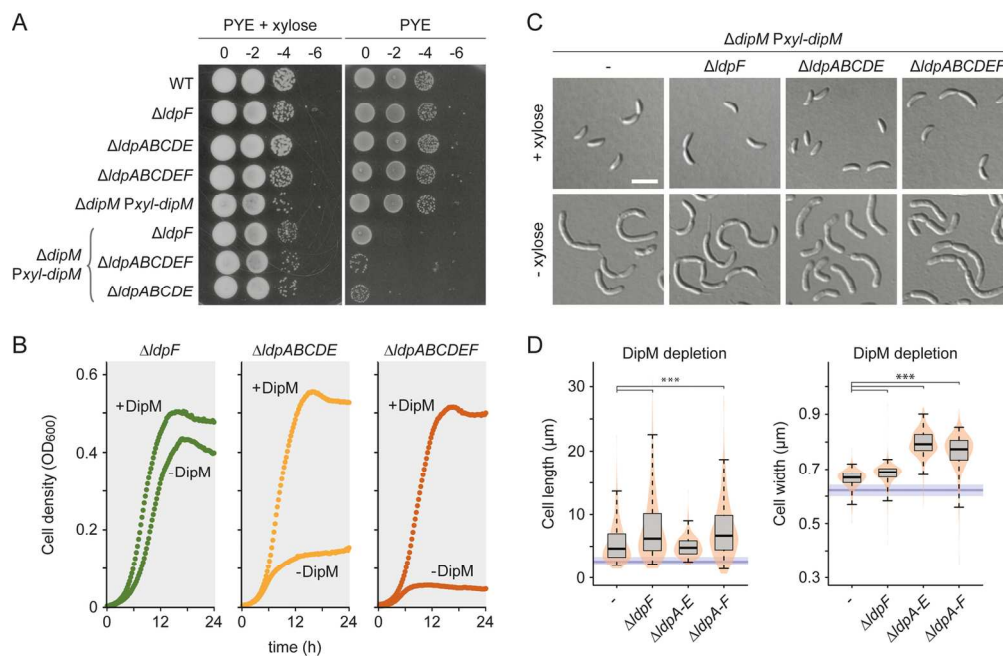 A
PYE + xylose
PYE
0 -2 -4 -6 0 -2 -4 -6
WT
ΔldpF
ΔldpABCDE
ΔldpABCDEF
ΔdipM Pxyl-dipM
ΔdipM
Pxyl-dipM
ΔldpF
ΔldpABCDEF
ΔldpABCDE
B
ΔldpF
ΔldpABCDE
ΔldpABCDEF
Cell density (OD600)
0.6
0.4
0.2
0
+DipM
-DipM
+DipM
-DipM
+DipM
-DipM
0 12 24 0 12 24 0 12 24
time (h)
C
ΔdipM Pxyl-dipM
- ΔldpF ΔldpABCDE ΔldpABCDEF
+ xylose
- xylose
D
DipM depletion
Cell length (μm)
30
20
10
5
0
***
- ΔldpF ΔldpA-E ΔldpA-F
DipM depletion
Cell width (μm)
0.9
0.7
0.5
0.3
***
- ΔldpF ΔldpA-E ΔldpA-F